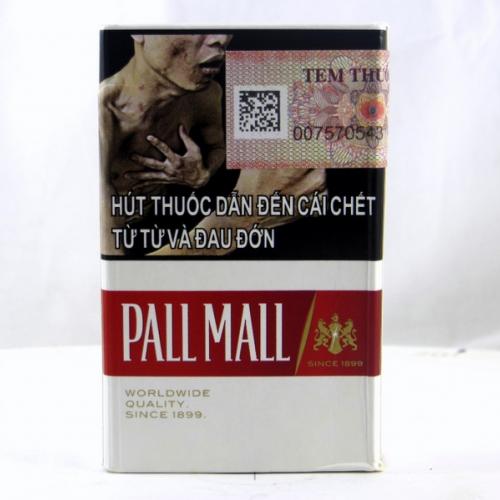 TEM THUỐ
007570543
HÚT THUỐC DẪN ĐẾN CÁI CHẾT
TỪ TỪ VÀ ĐAU ĐỚN
PALL MALL
SINCE 1899
WORLDWIDE
QUALITY.
SINCE 1899.